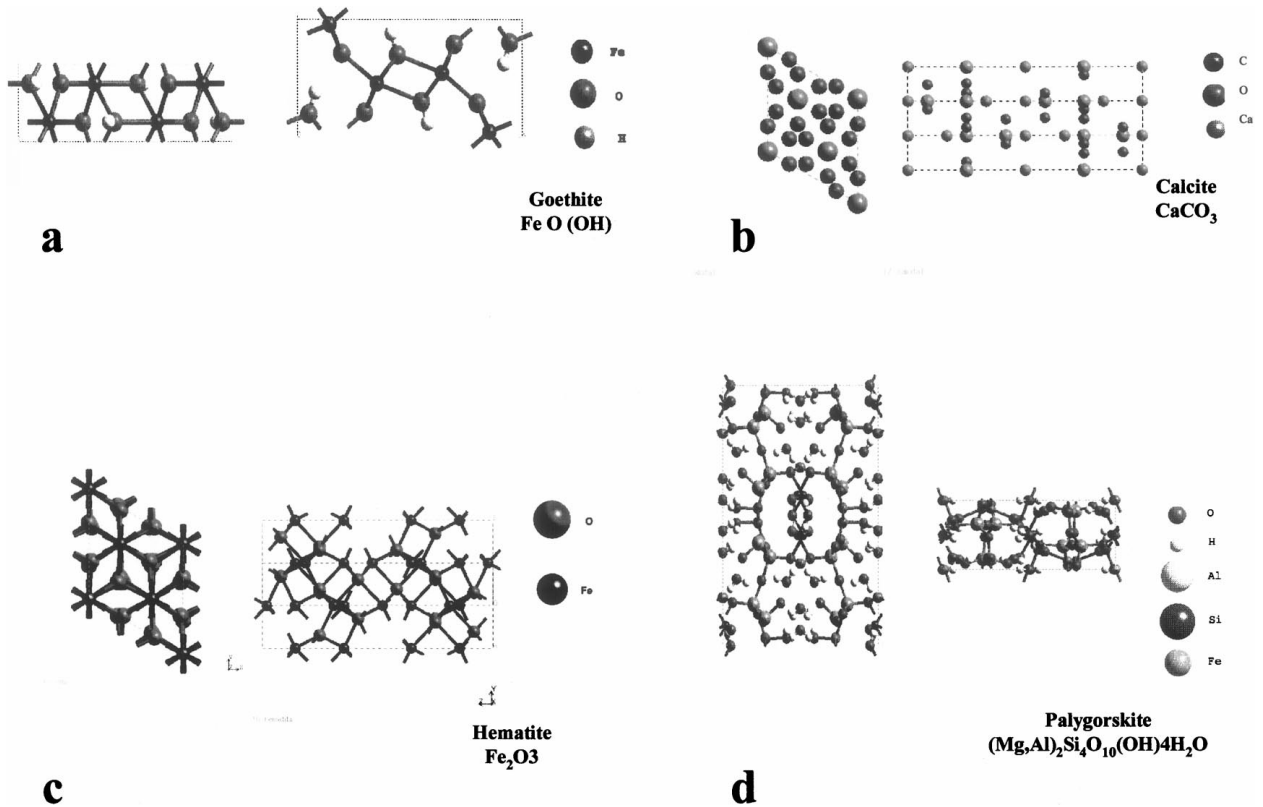 Fe
O
H
Goethite
Fe O (OH)
a
C
O
Ca
Calcite
CaCO₃
b
O
Fe
Hematite
Fe₂O3
c
O
H
Al
Si
Fe
Palygorskite
(Mg,Al)₂Si₄O₁₀(OH)4H₂O
d